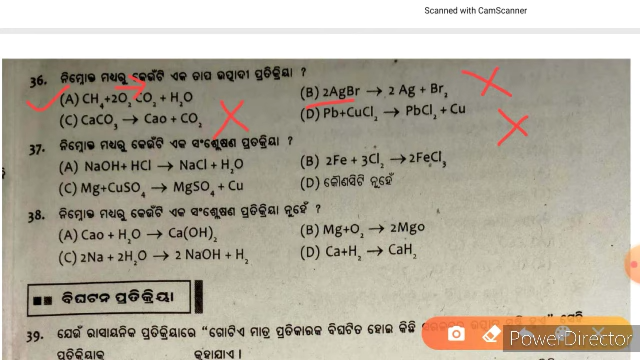 Scanned with CamScanner
36. ନିମ୍ନୋକ୍ତ ମଧ୍ୟରୁ କେଉଁଟି ଏକ ତାପ ଉତ୍ପାଦୀ ପ୍ରତିକ୍ରିୟା ?
(A) CH₄+2O₂ CO₂ + H₂O (B) 2AgBr → 2 Ag + Br₂
(C) CaCO₃ → Cao + CO₂ (D) Pb+CuCl₂ → PbCl₂ + Cu
37. ନିମ୍ନୋକ୍ତ ମଧ୍ୟରୁ କେଉଁଟି ଏକ ସଂଶ୍ଳେଷଣ ପ୍ରତିକ୍ରିୟା ?
(A) NaOH+ HCl → NaCl + H₂O (B) 2Fe + 3Cl₂ → 2FeCl₃
(C) Mg+CuSO₄ → MgSO₄ + Cu (D) କୌଣସିଟି ନୁହେଁ
38. ନିମ୍ନୋକ୍ତ ମଧ୍ୟରୁ କେଉଁଟି ଏକ ସଂଶ୍ଳେଷଣ ପ୍ରତିକ୍ରିୟା ନୁହେଁ ?
(A) Cao + H₂O → Ca(OH)₂ (B) Mg+O₂ → 2Mgo
(C) 2Na + 2H₂O → 2 NaOH + H₂ (D) Ca+H₂ → CaH₂
ବିଘଟନ ପ୍ରତିକ୍ରିୟା
39. ଯେଉଁ ରାସାୟନିକ ପ୍ରତିକ୍ରିୟାରେ "ଗୋଟିଏ ମାତ୍ର ପ୍ରତିକାରକ ବିଘଟିତ ହୋଇ କିଛି
ପ୍ରତିକ୍ରିୟାକୁ କୁହାଯାଏ ।
PowerDirector